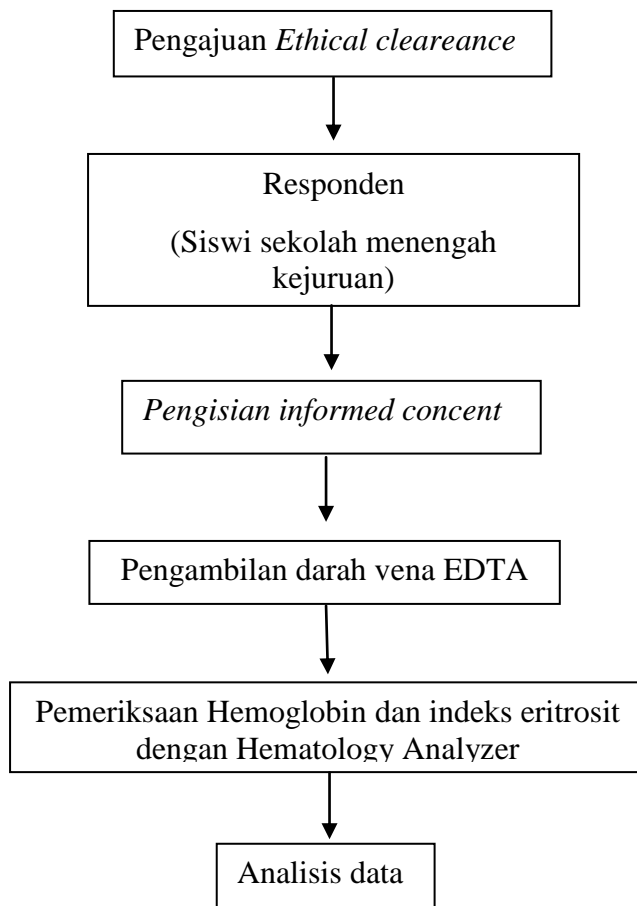 Pengajuan Ethical cleareance
Responden
(Siswi sekolah menengah
kejuruan)
Pengisian informed concent
Pengambilan darah vena EDTA
Pemeriksaan Hemoglobin dan indeks eritrosit
dengan Hematology Analyzer
Analisis data